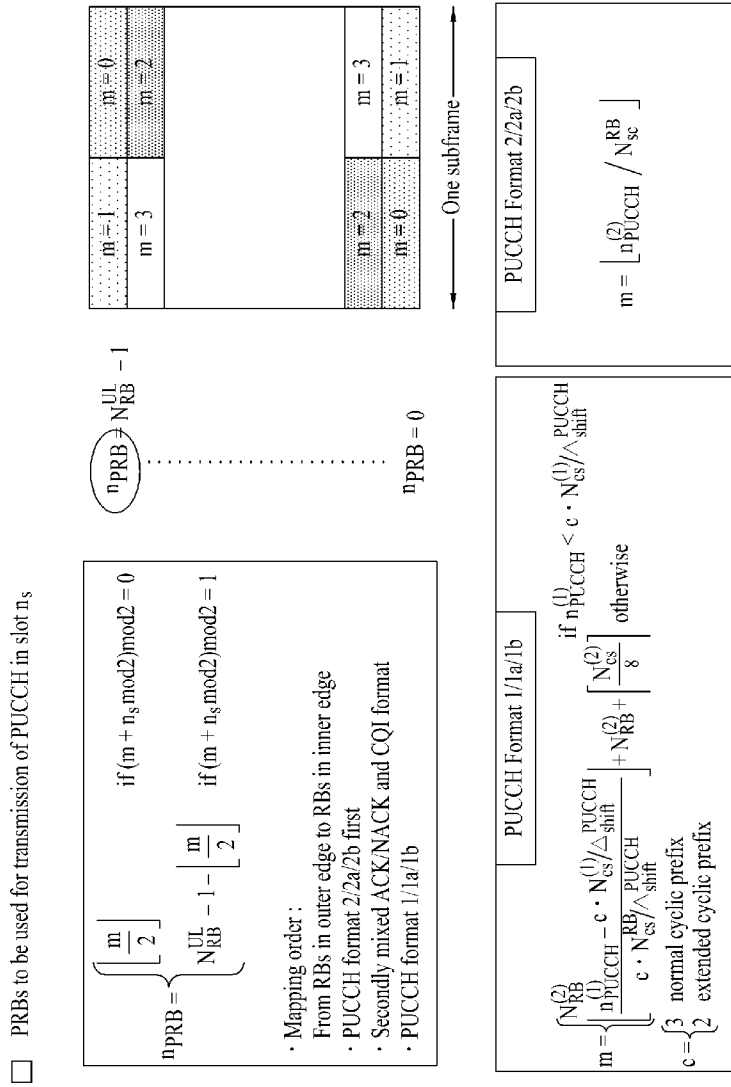 □ PRBs to be used for transmission of PUCCH in slot n_s
n_PRB = { ⌊m/2⌋ if (m + n_s mod2)mod2 = 0
N_RB^UL − 1 − ⌊m/2⌋ if (m + n_s mod2)mod2 = 1
· Mapping order :
From RBs in outer edge to RBs in inner edge
· PUCCH format 2/2a/2b first
· Secondly mixed ACK/NACK and CQI format
· PUCCH format 1/1a/1b
n_PRB = N_RB^UL − 1
n_PRB = 0
m = 1 m = 0
m = 3 m = 2
m = 2 m = 3
m = 0 m = 1
One subframe
PUCCH Format 1/1a/1b
m = { N_RB^(2) if n_PUCCH^(1) < c · N_cs^(1)/△_shift^PUCCH
⌊(n_PUCCH^(1) − c · N_cs^(1)/△_shift^PUCCH) / (c · N_cs^RB/△_shift^PUCCH)⌋ + N_RB^(2) + ⌈N_cs^(2)/8⌉ otherwise
c = { 3 normal cyclic prefix
2 extended cyclic prefix
PUCCH Format 2/2a/2b
m = ⌊n_PUCCH^(2) / N_sc^RB⌋